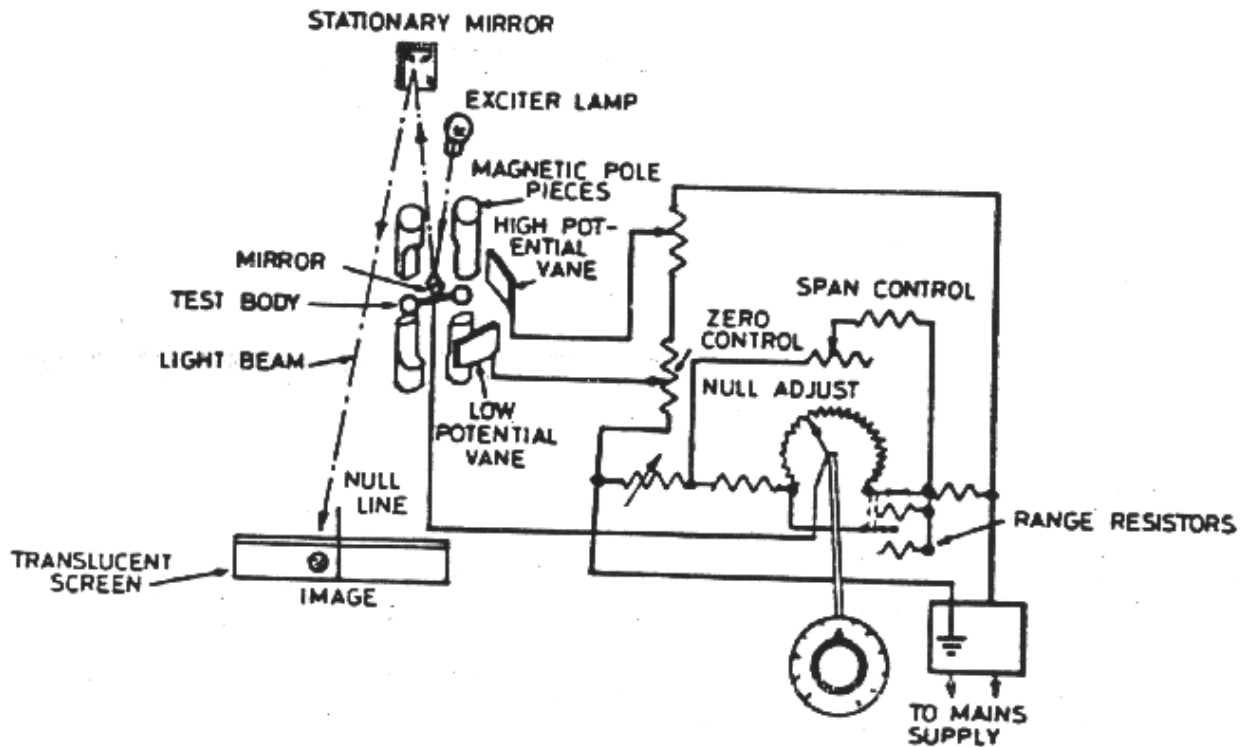 STATIONARY MIRROR
EXCITER LAMP
MAGNETIC POLE
PIECES
HIGH POT-
ENTIAL
VANE
MIRROR
TEST BODY
SPAN CONTROL
ZERO
CONTROL
LIGHT BEAM
NULL ADJUST
LOW
POTENTIAL
VANE
NULL
LINE
RANGE RESISTORS
TRANSLUCENT
SCREEN
IMAGE
TO MAINS
SUPPLY